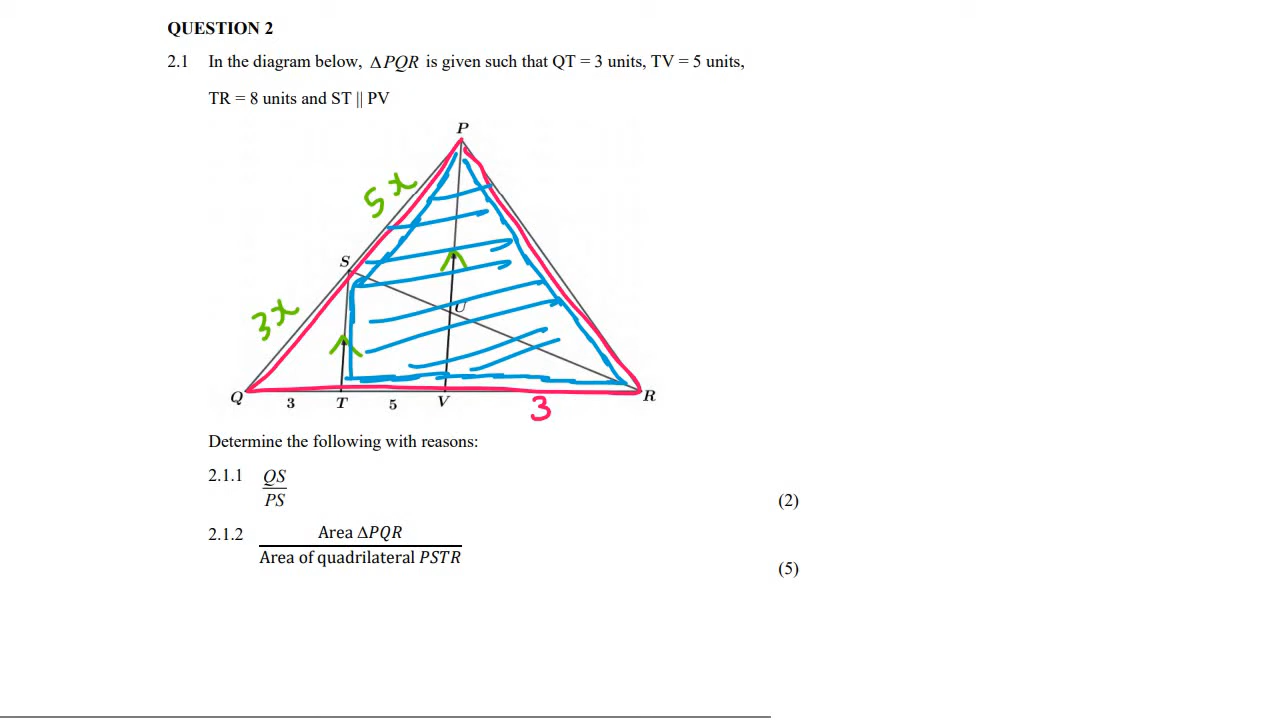 QUESTION 2
2.1 In the diagram below, ΔPQR is given such that QT = 3 units, TV = 5 units,
TR = 8 units and ST || PV
P
5x
S
3x
U
Q 3 T 5 V R
3
Determine the following with reasons:
2.1.1 QS
PS
(2)
2.1.2 Area ΔPQR
Area of quadrilateral PSTR
(5)